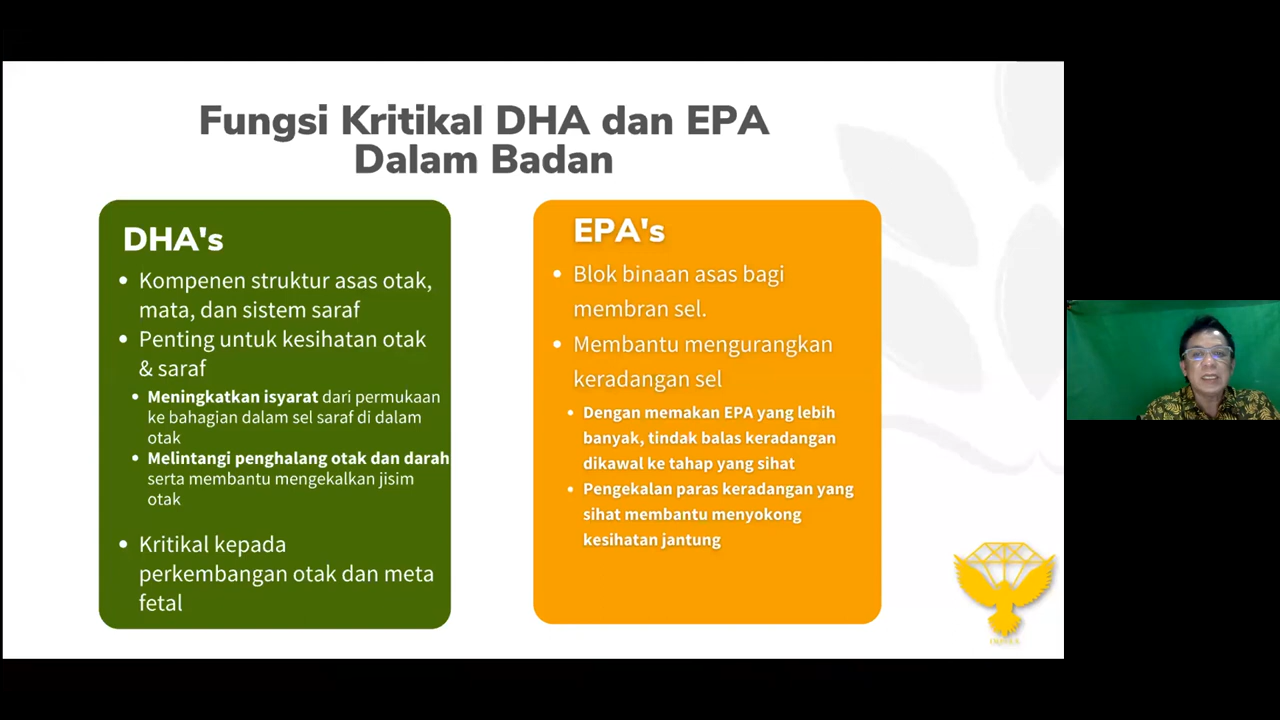 Fungsi Kritikal DHA dan EPA
Dalam Badan
DHA's
Kompenen struktur asas otak,
mata, dan sistem saraf
Penting untuk kesihatan otak
& saraf
Meningkatkan isyarat dari permukaan
ke bahagian dalam sel saraf di dalam
otak
Melintangi penghalang otak dan darah
serta membantu mengekalkan jisim
otak
Kritikal kepada
perkembangan otak dan meta
fetal
EPA's
Blok binaan asas bagi
membran sel.
Membantu mengurangkan
keradangan sel
Dengan memakan EPA yang lebih
banyak, tindak balas keradangan
dikawal ke tahap yang sihat
Pengekalan paras keradangan yang
sihat membantu menyokong
kesihatan jantung